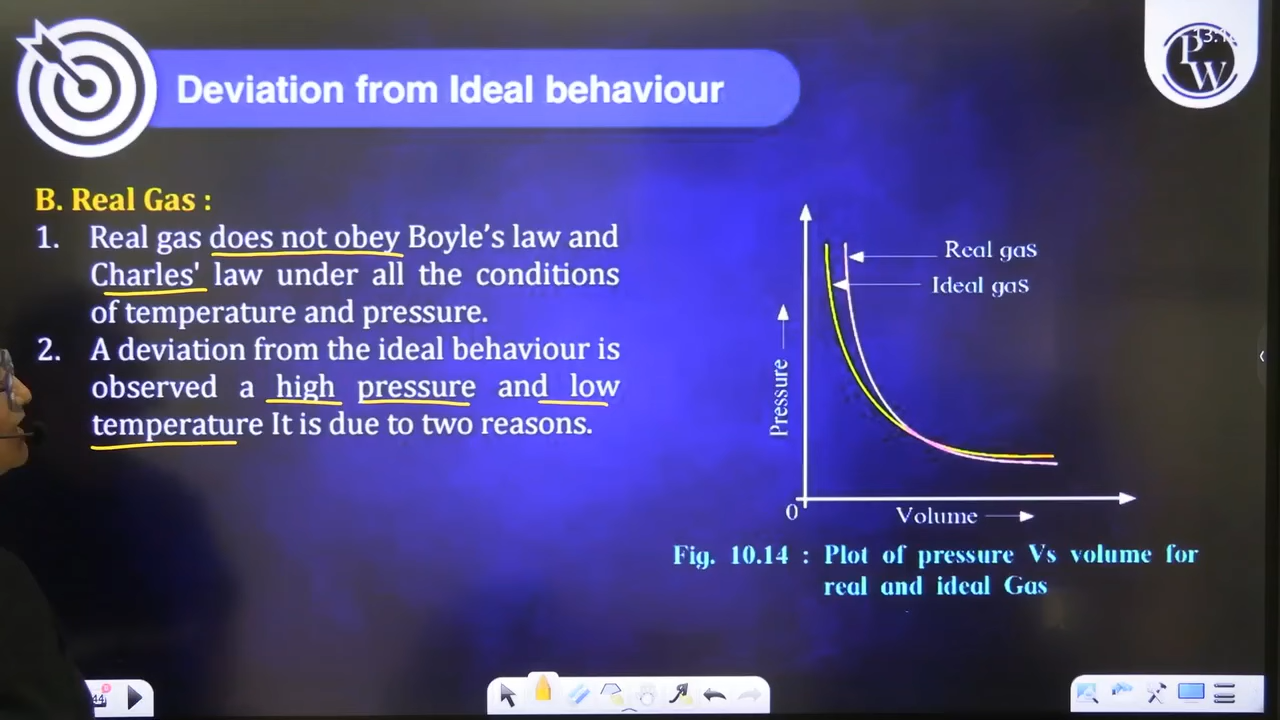 Deviation from Ideal behaviour
PW
B. Real Gas :
1. Real gas does not obey Boyle's law and
Charles' law under all the conditions
of temperature and pressure.
2. A deviation from the ideal behaviour is
observed a high pressure and low
temperature It is due to two reasons.
Real gas
Ideal gas
Pressure
0
Volume
Fig. 10.14 : Plot of pressure Vs volume for
real and ideal Gas
44